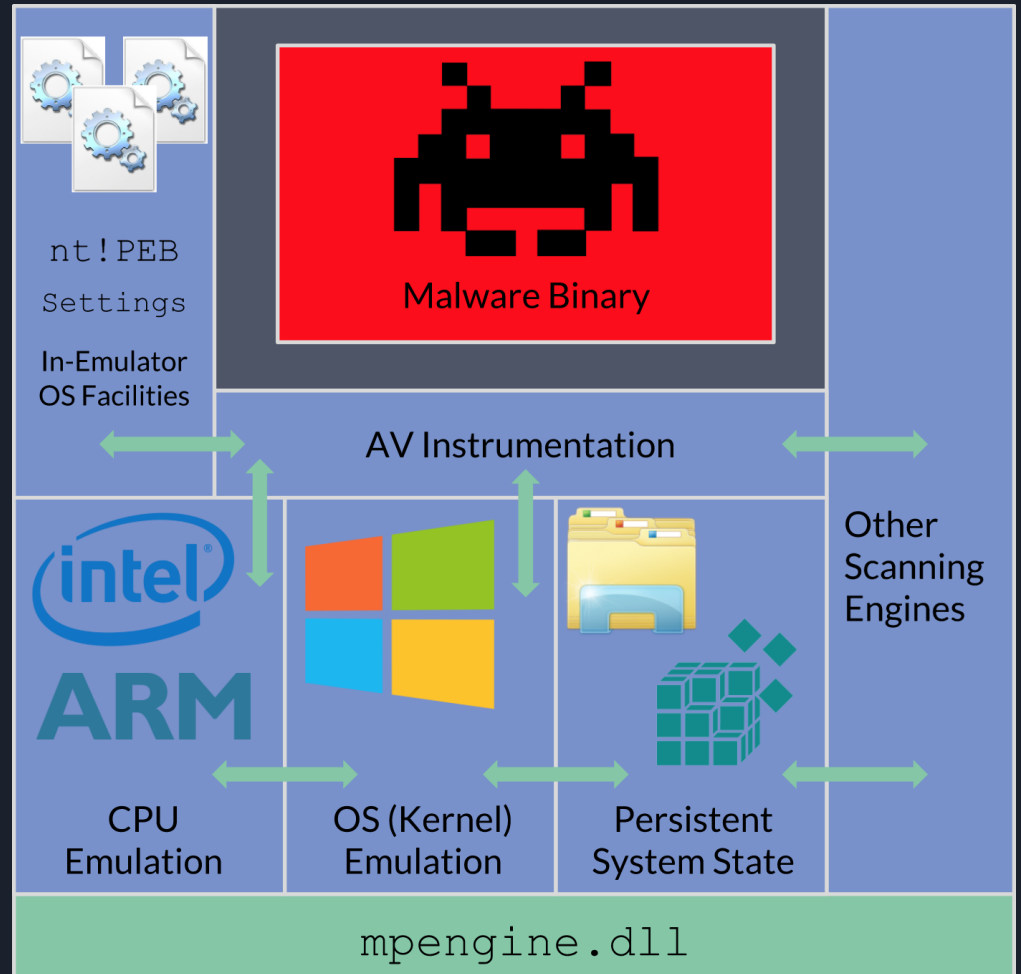 nt!PEB
Settings
In-Emulator
OS Facilities
Malware Binary
AV Instrumentation
Other
Scanning
Engines
intel®
ARM
CPU
Emulation
OS (Kernel)
Emulation
Persistent
System State
mpengine.dll